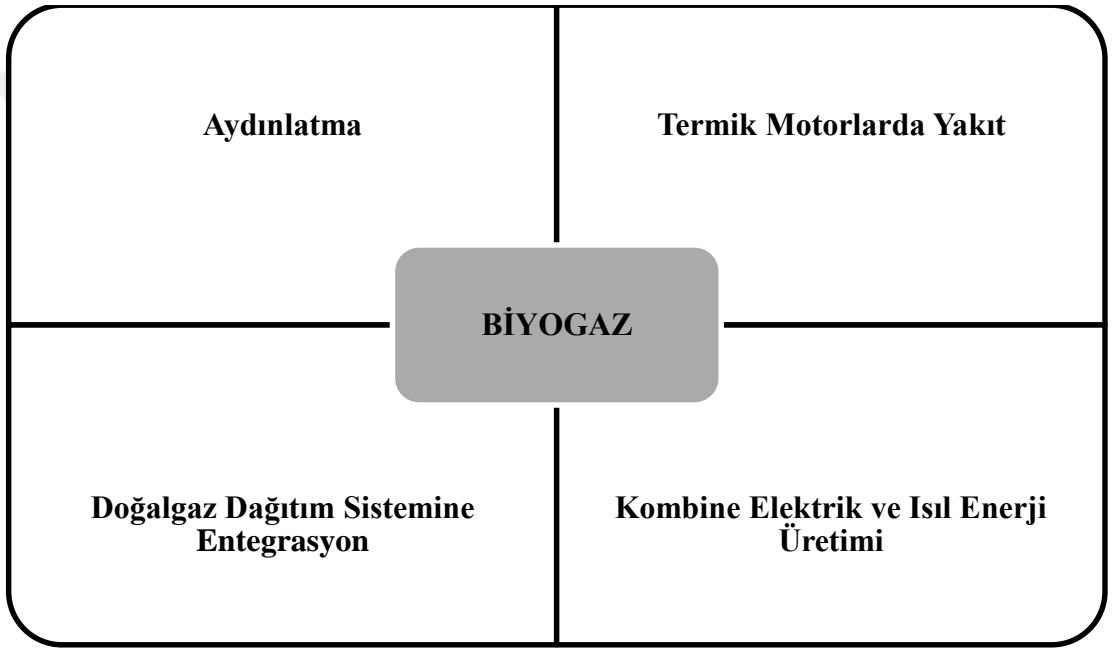 Aydınlatma
Termik Motorlarda Yakıt
BİYOGAZ
Doğalgaz Dağıtım Sistemine
Entegrasyon
Kombine Elektrik ve Isıl Enerji
Üretimi